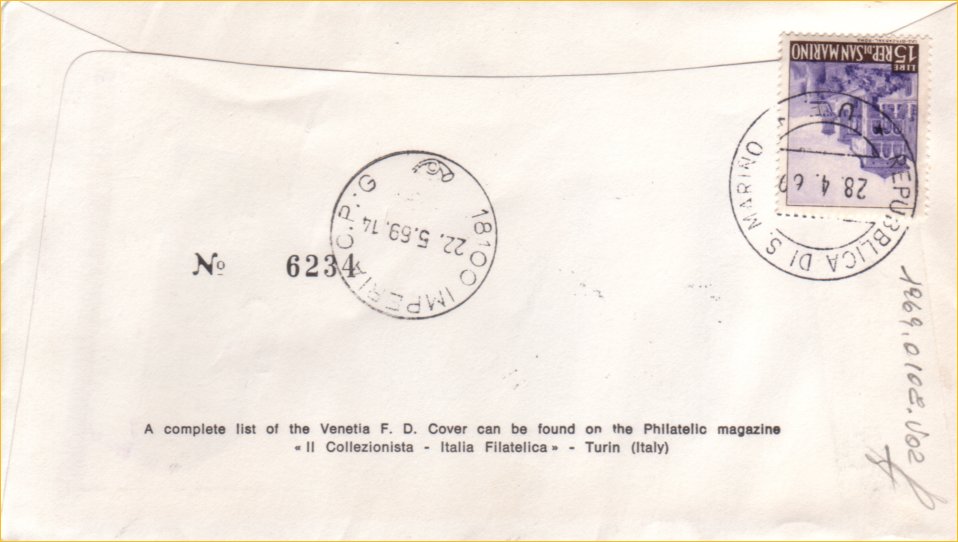 LIRE
15 REP. DI SAN MARINO
REPUBBLICA DI S. MARINO
28.4.69
18100 IMPERIA C.P.-G
22.5.69.14
№ 6234
A complete list of the Venetia F. D. Cover can be found on the Philatelic magazine
« Il Collezionista - Italia Filatelica » - Turin (Italy)
1969.0108.V02